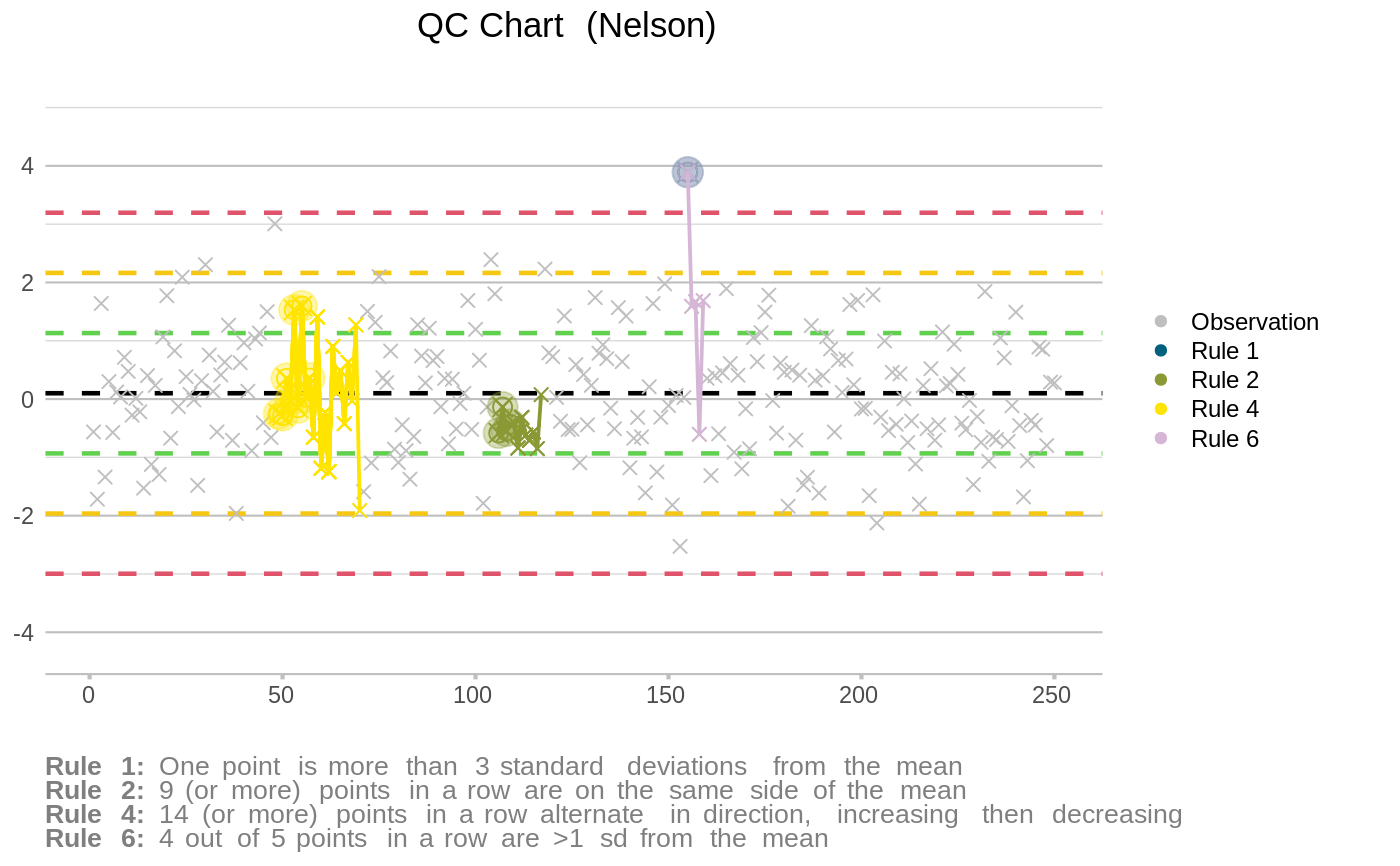 QC Chart (Nelson)
4
2
0
-2
-4
0 50 100 150 200 250
Observation
Rule 1
Rule 2
Rule 4
Rule 6
Rule 1: One point is more than 3 standard deviations from the mean
Rule 2: 9 (or more) points in a row are on the same side of the mean
Rule 4: 14 (or more) points in a row alternate in direction, increasing then decreasing
Rule 6: 4 out of 5 points in a row are >1 sd from the mean